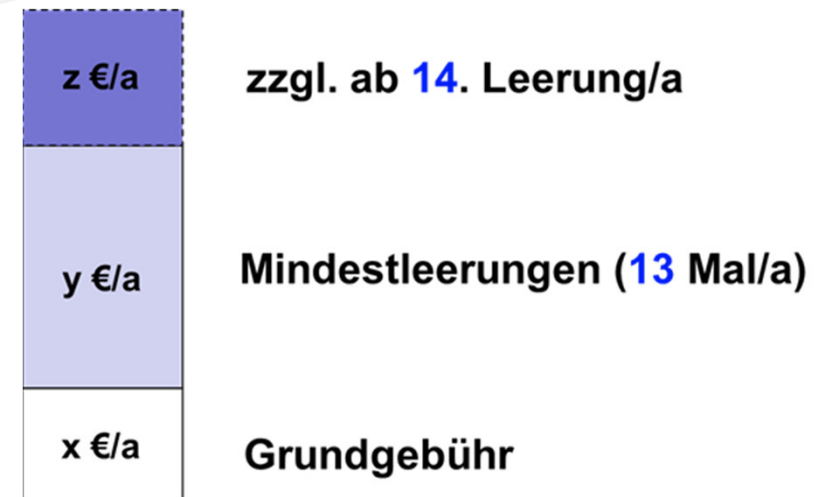 z €/a zzgl. ab 14. Leerung/a
y €/a Mindestleerungen (13 Mal/a)
x €/a Grundgebühr